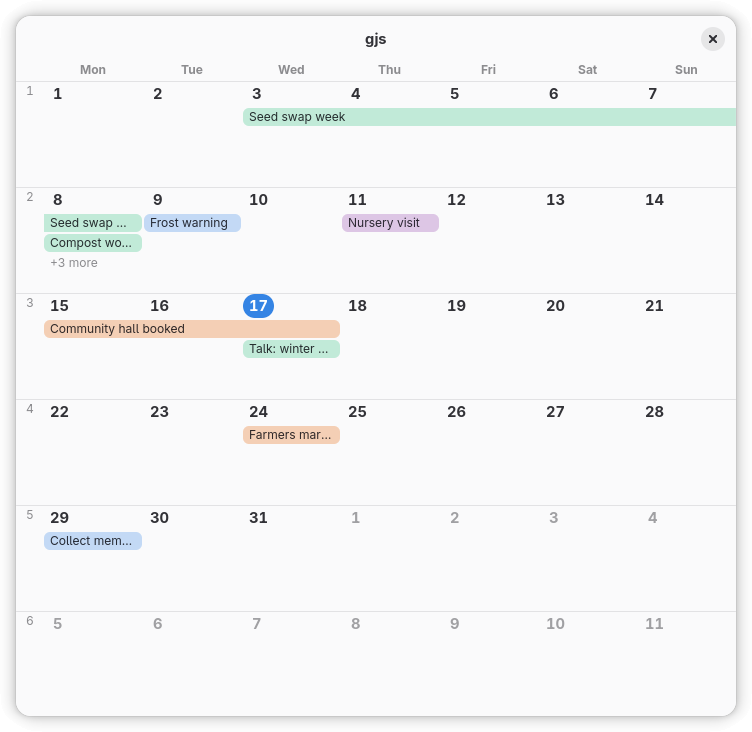 gjs
Mon Tue Wed Thu Fri Sat Sun
1 1 2 3 4 5 6 7
Seed swap week
2 8 9 10 11 12 13 14
Seed swap ... Frost warning Nursery visit
Compost wo...
+3 more
3 15 16 17 18 19 20 21
Community hall booked
Talk: winter ...
4 22 23 24 25 26 27 28
Farmers mar...
5 29 30 31 1 2 3 4
Collect mem...
6 5 6 7 8 9 10 11